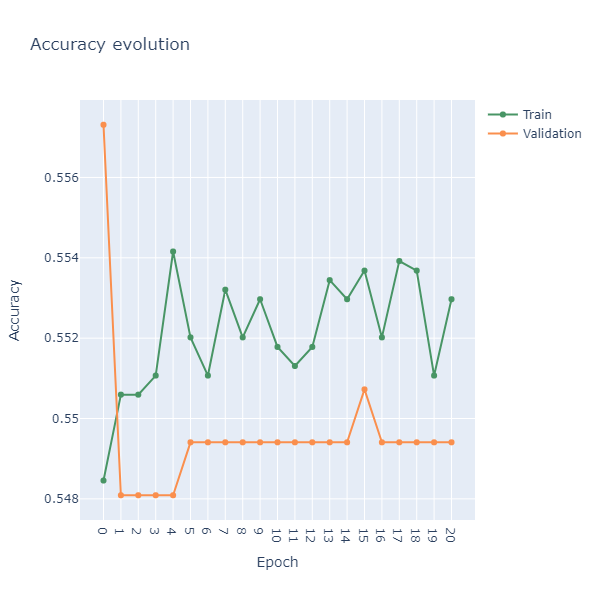 Accuracy evolution
Train
Validation
0.556
0.554
0.552
0.55
0.548
Accuracy
0 1 2 3 4 5 6 7 8 9 10 11 12 13 14 15 16 17 18 19 20
Epoch